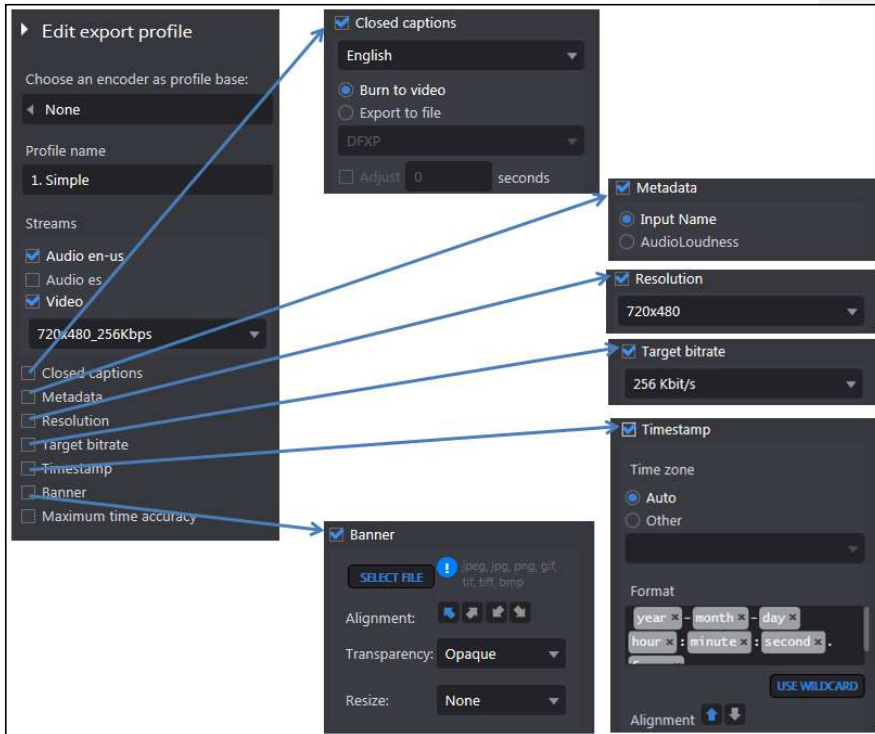 Edit export profile
Choose an encoder as profile base:
None
Profile name
1. Simple
Streams
Audio en-us
Audio es
Video
720x480_256Kbps
Closed captions
Metadata
Resolution
Target bitrate
Timestamp
Banner
Maximum time accuracy
Closed captions
English
Burn to video
Export to file
DFXP
Adjust 0 seconds
Metadata
Input Name
AudioLoudness
Resolution
720x480
Target bitrate
256 Kbit/s
Timestamp
Time zone
Auto
Other
Format
year × - month × - day ×
hour × : minute × : second × .
USE WILDCARD
Alignment
Banner
SELECT FILE ! jpeg, jpg, png, gif,
tif, tiff, bmp
Alignment:
Transparency: Opaque
Resize: None